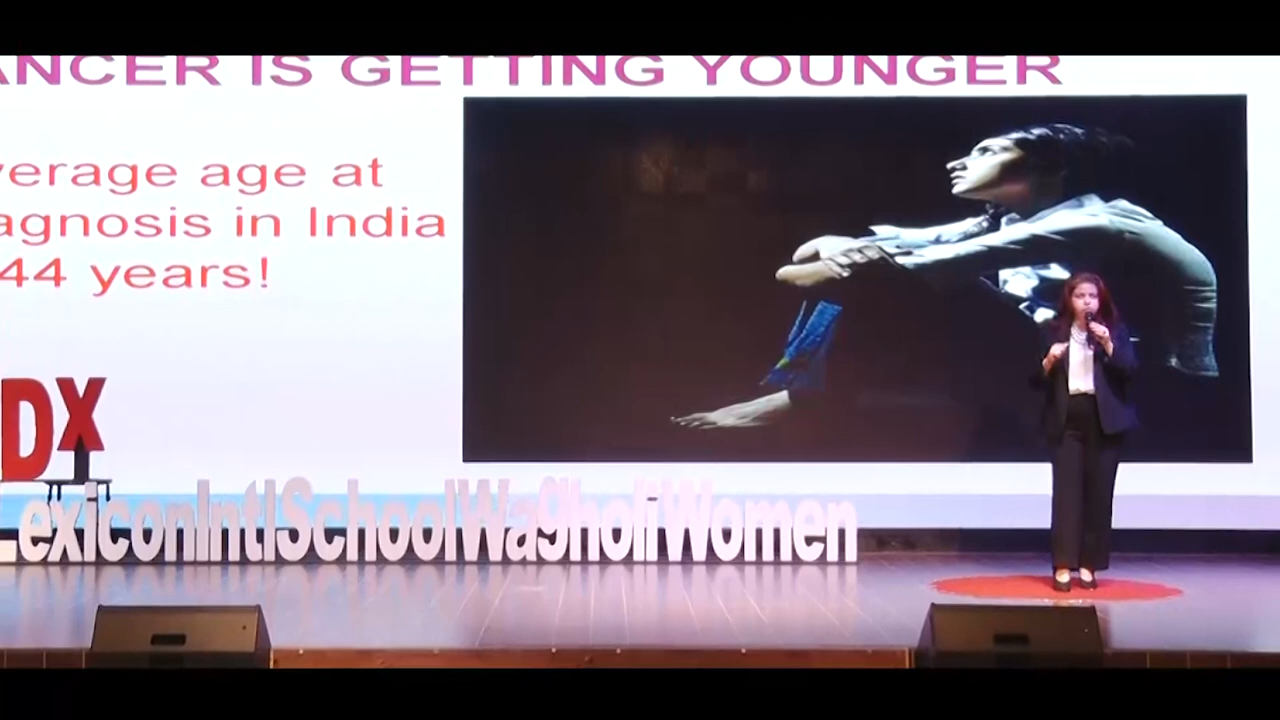 ANCER IS GETTING YOUNGER
verage age at
agnosis in India
44 years!
DX
LexiconIntlSchoolWagholiWomen